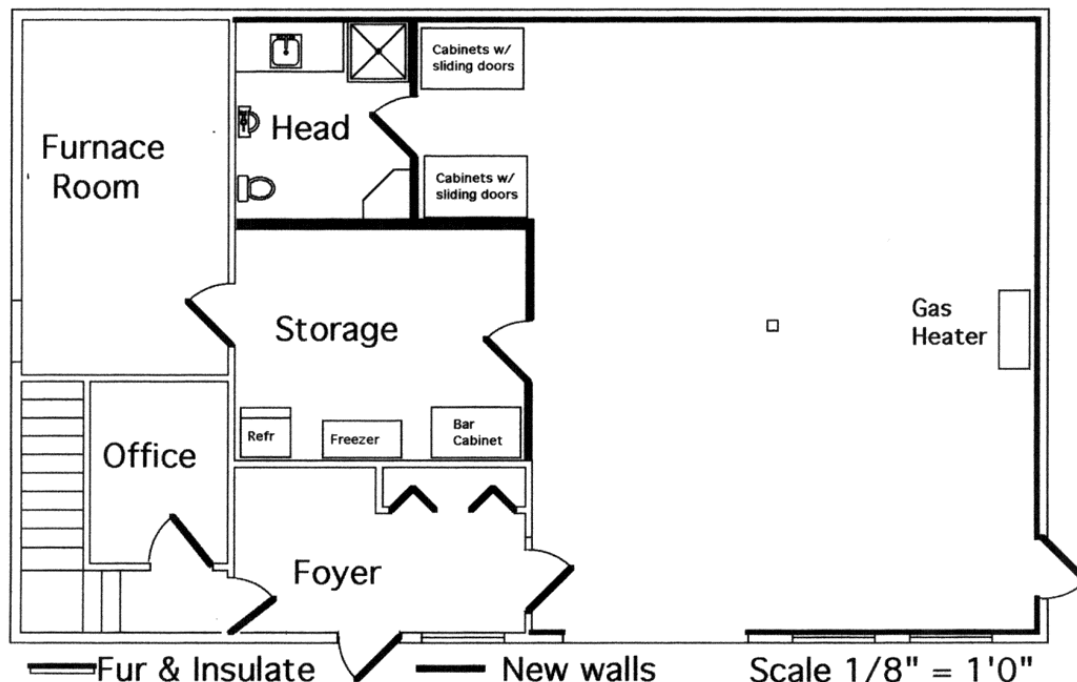 Cabinets w/
sliding doors
Head
Furnace
Room
Cabinets w/
sliding doors
Storage
Gas
Heater
Refr
Freezer
Bar
Cabinet
Office
Foyer
Fur & Insulate
New walls
Scale 1/8" = 1'0"